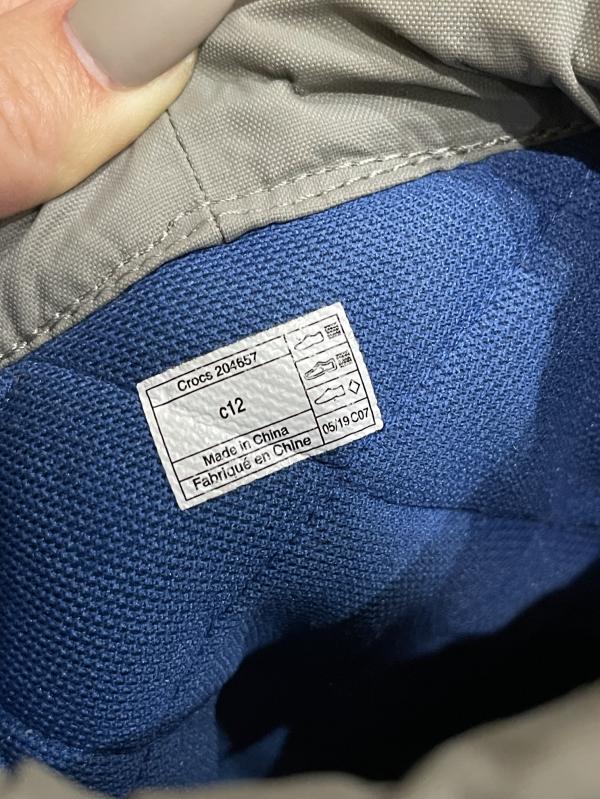 Crocs 204657
c12
Made in China
Fabriqué en Chine
05/19 C07